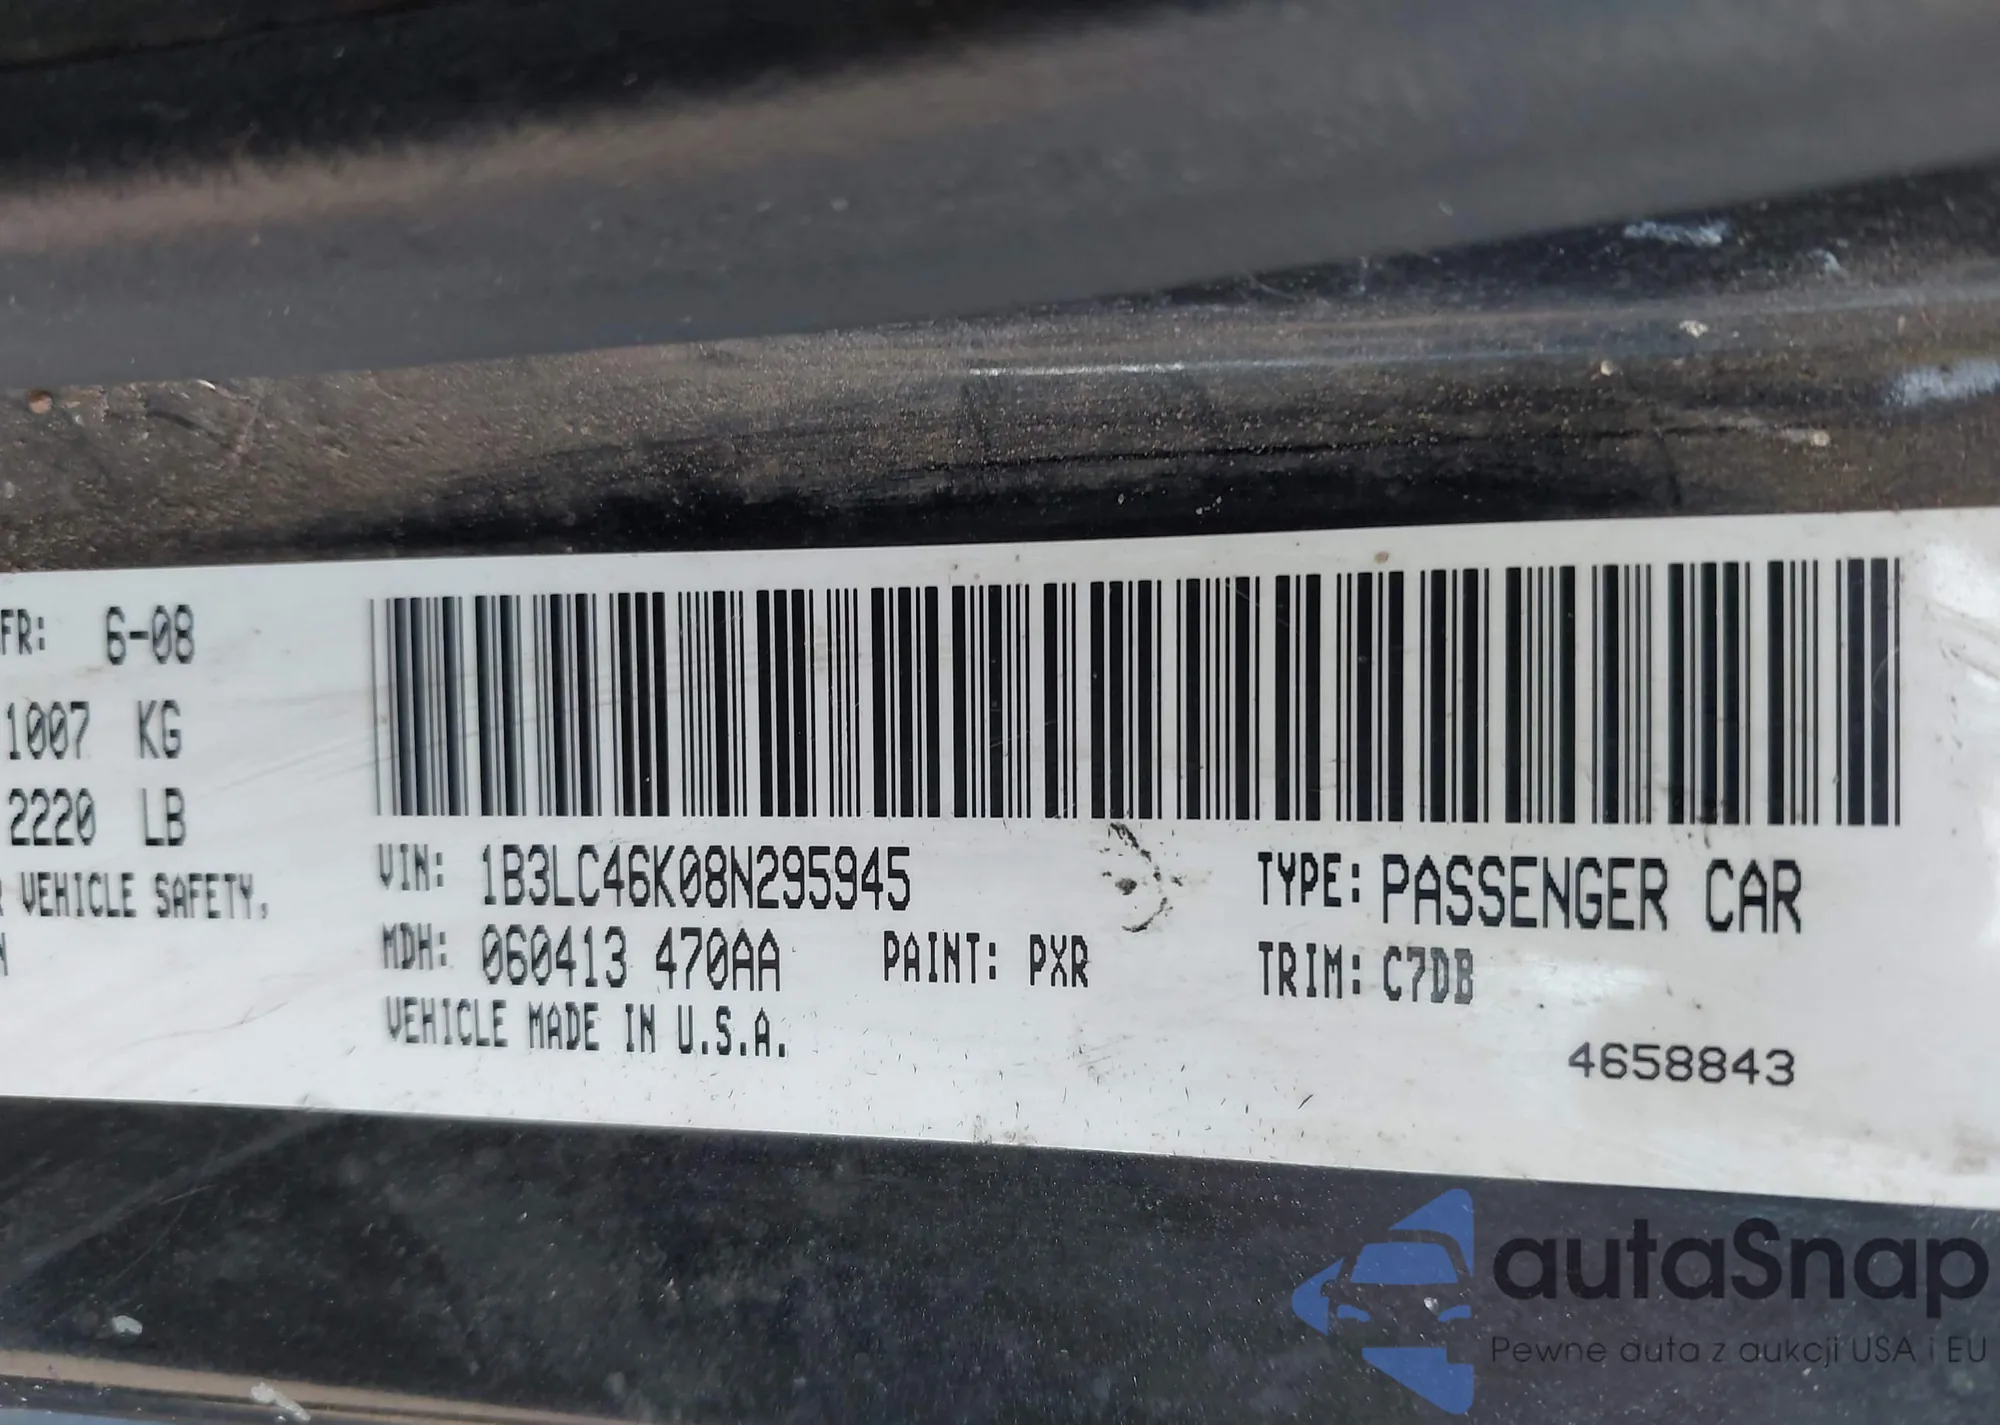 FR: 6-08
1007 KG
2220 LB
VEHICLE SAFETY,
VIN: 1B3LC46K08N295945
TYPE: PASSENGER CAR
MDH: 060413 470AA
PAINT: PXR
TRIM: C7DB
VEHICLE MADE IN U.S.A.
4658843
autaSnap
Pewne auta z aukcji USA i EU